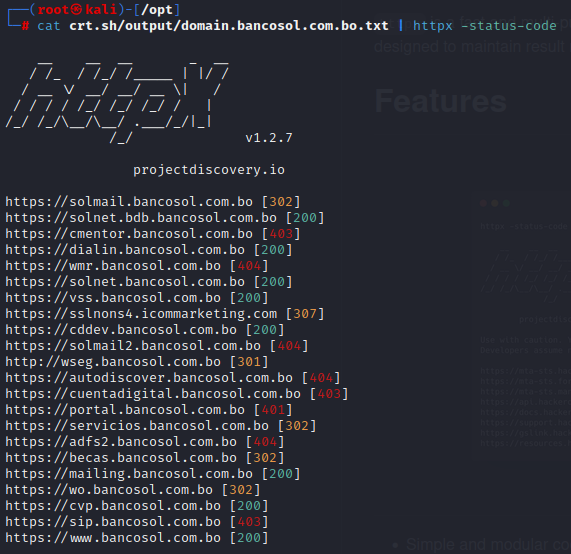 (root㉿kali)-[/opt]
# cat crt.sh/output/domain.bancosol.com.bo.txt | httpx -status-code
httpx
v1.2.7
projectdiscovery.io
https://solmail.bancosol.com.bo [302]
https://solnet.bdb.bancosol.com.bo [200]
https://cmentor.bancosol.com.bo [403]
https://dialin.bancosol.com.bo [200]
https://wmr.bancosol.com.bo [404]
https://solnet.bancosol.com.bo [200]
https://vss.bancosol.com.bo [200]
https://sslnons4.icommarketing.com [307]
https://cddev.bancosol.com.bo [200]
https://solmail2.bancosol.com.bo [404]
http://wseg.bancosol.com.bo [301]
https://autodiscover.bancosol.com.bo [404]
https://cuentadigital.bancosol.com.bo [403]
https://portal.bancosol.com.bo [401]
https://servicios.bancosol.com.bo [302]
https://adfs2.bancosol.com.bo [404]
https://becas.bancosol.com.bo [302]
https://mailing.bancosol.com.bo [200]
https://wo.bancosol.com.bo [302]
https://cvp.bancosol.com.bo [200]
https://sip.bancosol.com.bo [403]
https://www.bancosol.com.bo [200]
designed to maintain result
Features
Simple and modular co